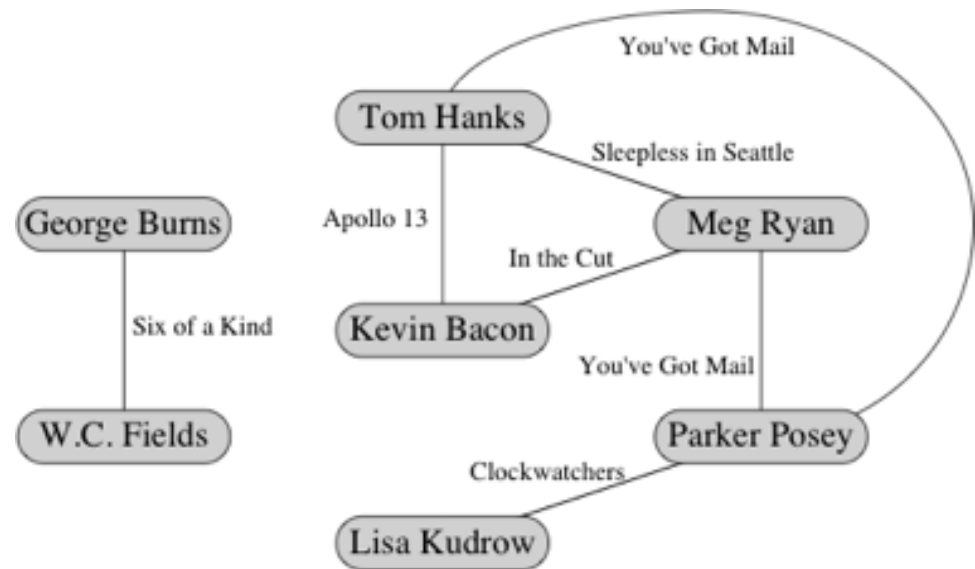 You've Got Mail
Tom Hanks
Sleepless in Seattle
George Burns
Apollo 13
Meg Ryan
In the Cut
Six of a Kind
Kevin Bacon
You've Got Mail
W.C. Fields
Parker Posey
Clockwatchers
Lisa Kudrow